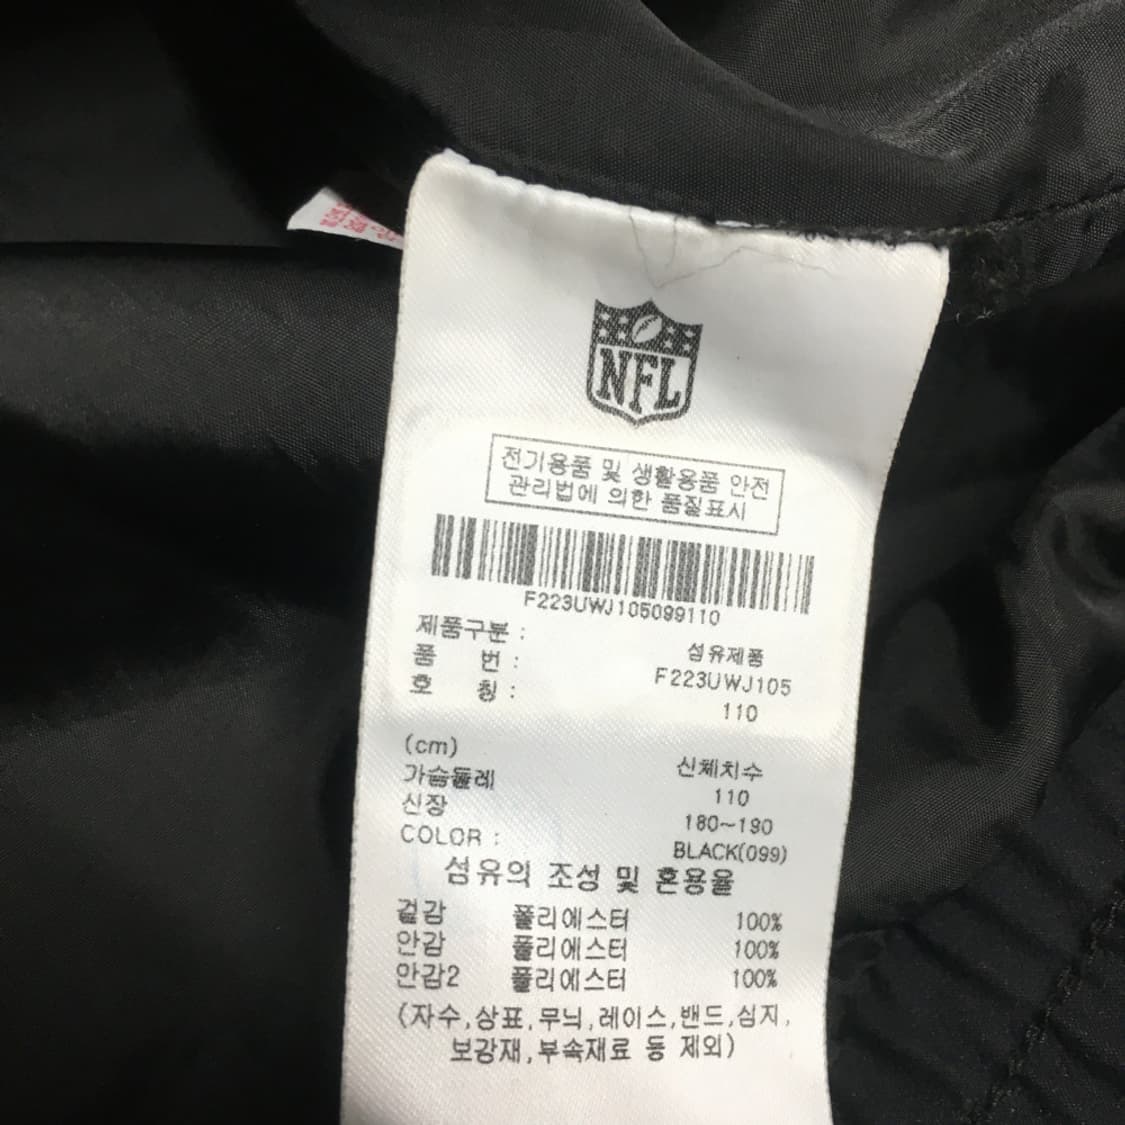 NFL
전기용품 및 생활용품 안전
관리법에 의한 품질표시
F223UWJ105099110
제품구분 : 섬유제품
품 번 : F223UWJ105
호 칭 : 110
(cm) 신체치수
가슴둘레 110
신장 180~190
COLOR : BLACK(099)
섬유의 조성 및 혼용율
겉감 폴리에스터 100%
안감 폴리에스터 100%
안감2 폴리에스터 100%
(자수,상표,무늬,레이스,밴드,심지,
보강재,부속재료 등 제외)